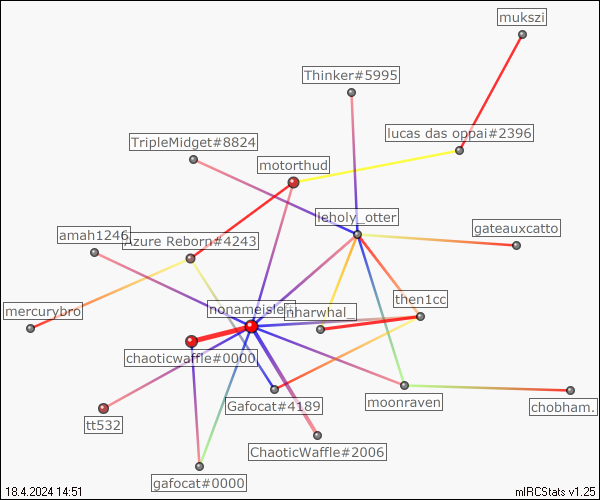 mukszi
Thinker#5995
lucas das oppai#2396
TripleMidget#8824
motorthud
leholy_otter
gateauxcatto
amah1246
Azure Reborn#4243
mercurybro
then1cc
nharwhal_
chaoticwaffle#0000
Gafocat#4189
moonraven
chobham.
tt532
ChaoticWaffle#2006
gafocat#0000
18.4.2024 14:51
mIRCStats v1.25